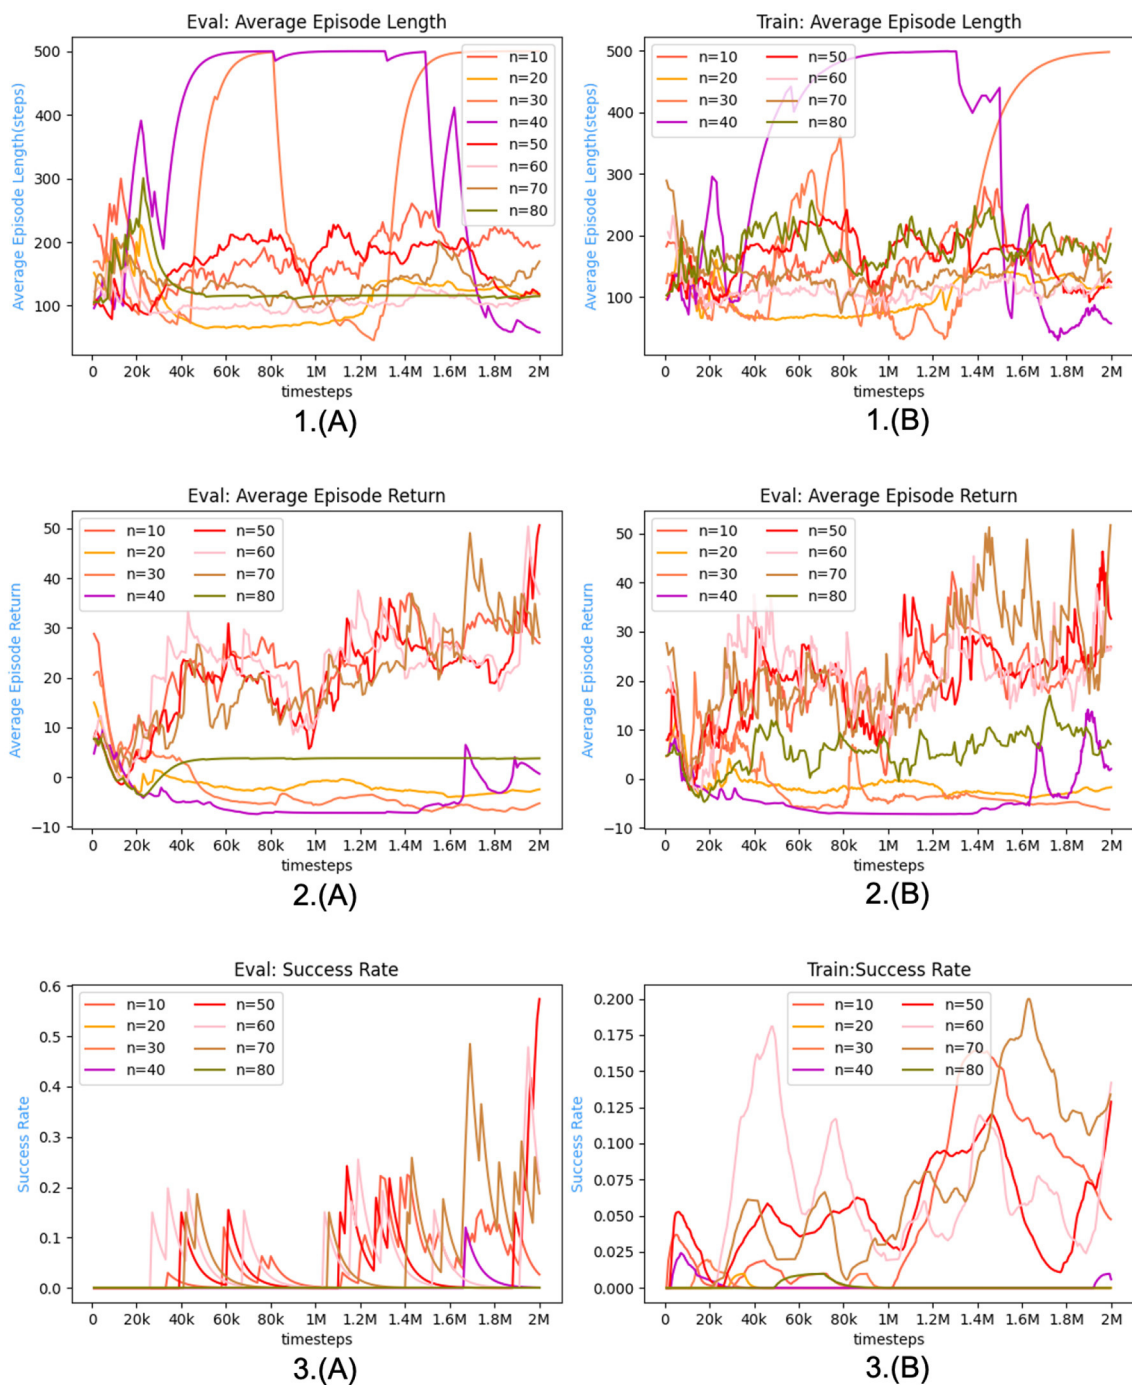 Eval: Average Episode Length
Average Episode Length(steps)
500
400
300
200
100
n=10
n=20
n=30
n=40
n=50
n=60
n=70
n=80
0 20k 40k 60k 80k 1M 1.2M 1.4M 1.6M 1.8M 2M
timesteps
1.(A)
Train: Average Episode Length
Average Episode Length(steps)
500
400
300
200
100
n=10 n=50
n=20 n=60
n=30 n=70
n=40 n=80
0 20k 40k 60k 80k 1M 1.2M 1.4M 1.6M 1.8M 2M
timesteps
1.(B)
Eval: Average Episode Return
Average Episode Return
50
40
30
20
10
0
−10
n=10 n=50
n=20 n=60
n=30 n=70
n=40 n=80
0 20k 40k 60k 80k 1M 1.2M 1.4M 1.6M 1.8M 2M
timesteps
2.(A)
Eval: Average Episode Return
Average Episode Return
50
40
30
20
10
0
−10
n=10 n=50
n=20 n=60
n=30 n=70
n=40 n=80
0 20k 40k 60k 80k 1M 1.2M 1.4M 1.6M 1.8M 2M
timesteps
2.(B)
Eval: Success Rate
Success Rate
0.6
0.5
0.4
0.3
0.2
0.1
0.0
n=10 n=50
n=20 n=60
n=30 n=70
n=40 n=80
0 20k 40k 60k 80k 1M 1.2M 1.4M 1.6M 1.8M 2M
timesteps
3.(A)
Train:Success Rate
Success Rate
0.200
0.175
0.150
0.125
0.100
0.075
0.050
0.025
0.000
n=10 n=50
n=20 n=60
n=30 n=70
n=40 n=80
0 20k 40k 60k 80k 1M 1.2M 1.4M 1.6M 1.8M 2M
timesteps
3.(B)